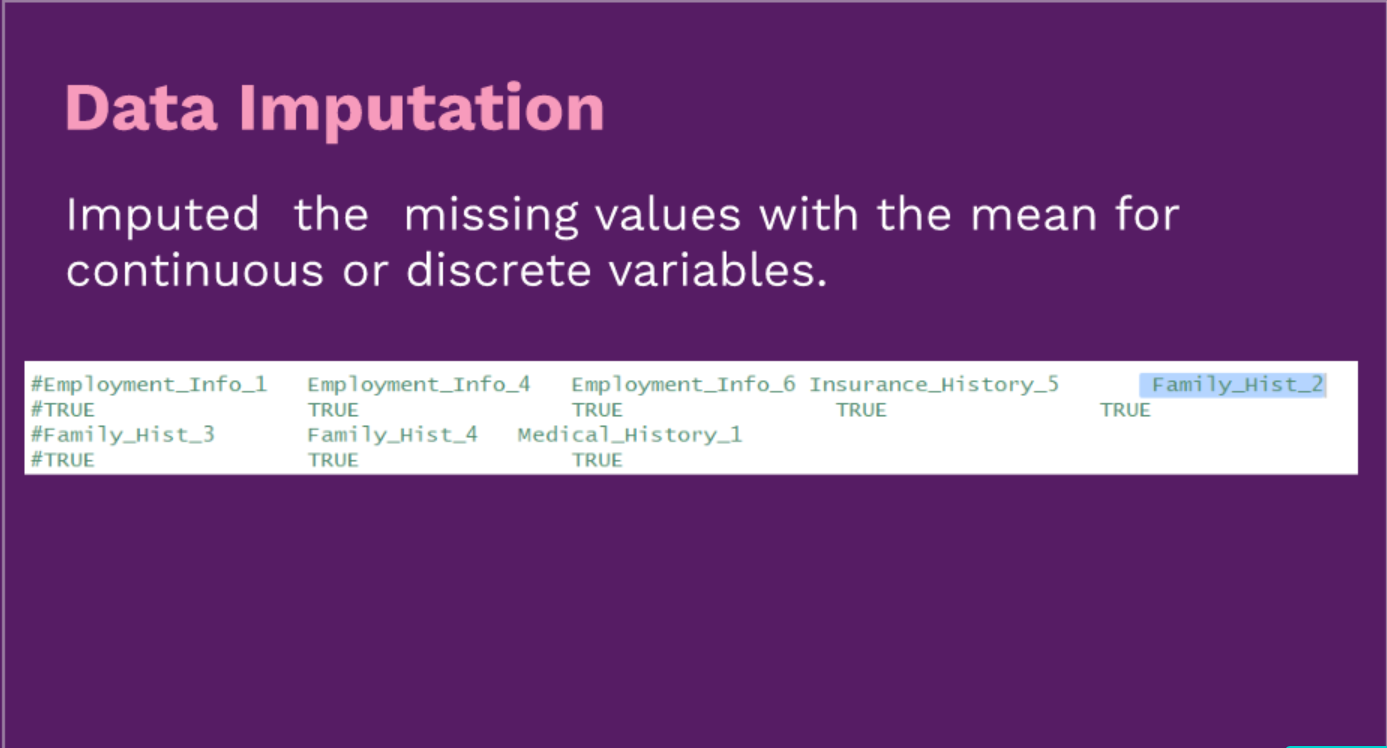 Data Imputation
Imputed the missing values with the mean for
continuous or discrete variables.
#Employment_Info_1 Employment_Info_4 Employment_Info_6 Insurance_History_5 Family_Hist_2
#TRUE TRUE TRUE TRUE TRUE
#Family_Hist_3 Family_Hist_4 Medical_History_1
#TRUE TRUE TRUE